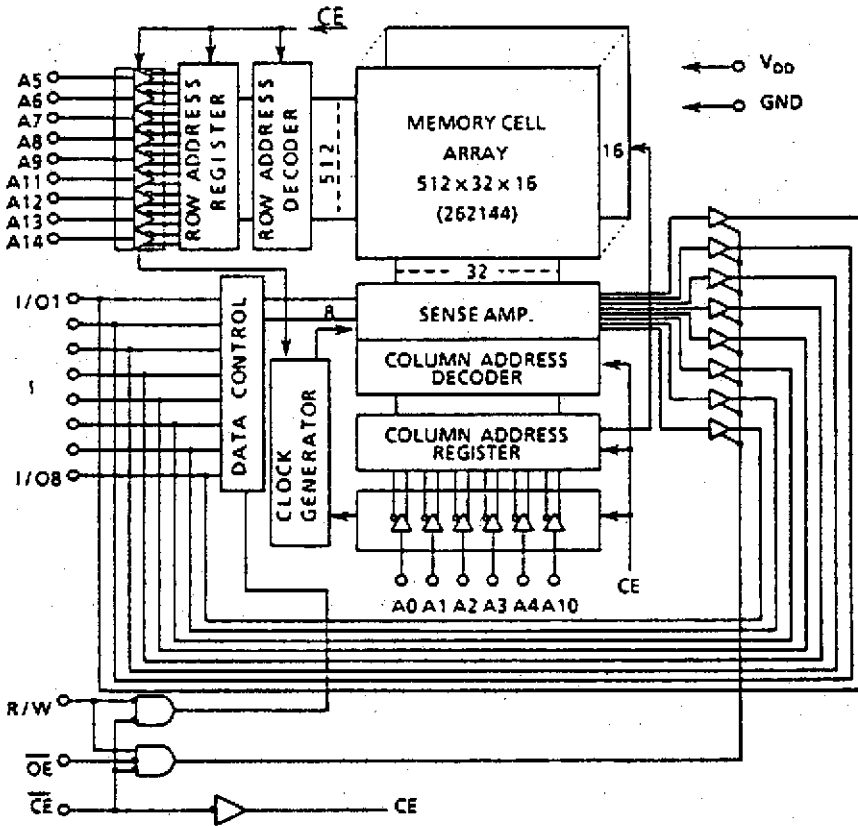 CE
A5
A6
A7
A8
A9
A11
A12
A13
A14
ROW ADDRESS
REGISTER
ROW ADDRESS
DECODER
512
MEMORY CELL
ARRAY
512 x 32 x 16
(262144)
16
VDD
GND
32
I/O1
I/O8
DATA CONTROL
8
CLOCK
GENERATOR
SENSE AMP.
COLUMN ADDRESS
DECODER
COLUMN ADDRESS
REGISTER
A0 A1 A2 A3 A4 A10
CE
R/W
O̅E̅
C̅E̅
CE